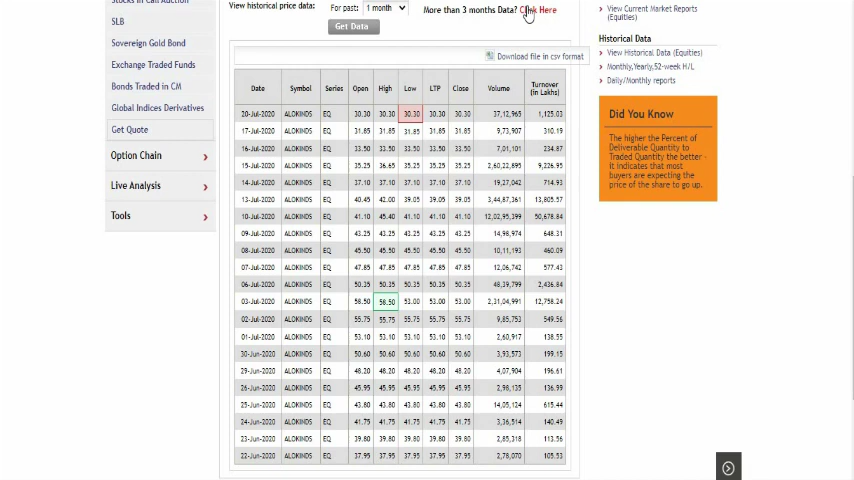 Stocks in Call Auction
SLB
Sovereign Gold Bond
Exchange Traded Funds
Bonds Traded in CM
Global Indices Derivatives
Get Quote
Option Chain
Live Analysis
Tools
View historical price data: For past: 1 month More than 3 months Data? Click Here
Get Data
Download file in csv format
Date Symbol Series Open High Low LTP Close Volume Turnover (in Lakhs)
20-Jul-2020 ALOKINDS EQ 30.30 30.30 30.30 30.30 30.30 37,12,965 1,125.03
17-Jul-2020 ALOKINDS EQ 31.85 31.85 31.85 31.85 31.85 9,73,907 310.19
16-Jul-2020 ALOKINDS EQ 33.50 33.50 33.50 33.50 33.50 7,01,101 234.87
15-Jul-2020 ALOKINDS EQ 35.25 36.65 35.25 35.25 35.25 2,60,22,695 9,226.95
14-Jul-2020 ALOKINDS EQ 37.10 37.10 37.10 37.10 37.10 19,27,042 714.93
13-Jul-2020 ALOKINDS EQ 40.45 42.00 39.05 39.05 39.05 3,44,87,361 13,805.57
10-Jul-2020 ALOKINDS EQ 41.10 45.40 41.10 41.10 41.10 12,02,95,399 50,678.84
09-Jul-2020 ALOKINDS EQ 43.25 43.25 43.25 43.25 43.25 14,98,974 648.31
08-Jul-2020 ALOKINDS EQ 45.50 45.50 45.50 45.50 45.50 10,11,193 460.09
07-Jul-2020 ALOKINDS EQ 47.85 47.85 47.85 47.85 47.85 12,06,742 577.43
06-Jul-2020 ALOKINDS EQ 50.35 50.35 50.35 50.35 50.35 48,39,799 2,436.84
03-Jul-2020 ALOKINDS EQ 58.50 58.50 53.00 53.00 53.00 2,31,04,991 12,758.24
02-Jul-2020 ALOKINDS EQ 55.75 55.75 55.75 55.75 55.75 9,85,753 549.56
01-Jul-2020 ALOKINDS EQ 53.10 53.10 53.10 53.10 53.10 2,60,917 138.55
30-Jun-2020 ALOKINDS EQ 50.60 50.60 50.60 50.60 50.60 3,93,573 199.15
29-Jun-2020 ALOKINDS EQ 48.20 48.20 48.20 48.20 48.20 4,07,904 196.61
26-Jun-2020 ALOKINDS EQ 45.95 45.95 45.95 45.95 45.95 2,98,135 136.99
25-Jun-2020 ALOKINDS EQ 43.80 43.80 43.80 43.80 43.80 14,05,124 615.44
24-Jun-2020 ALOKINDS EQ 41.75 41.75 41.75 41.75 41.75 3,36,514 140.49
23-Jun-2020 ALOKINDS EQ 39.80 39.80 39.80 39.80 39.80 2,85,318 113.56
22-Jun-2020 ALOKINDS EQ 37.95 37.95 37.95 37.95 37.95 2,78,070 105.53
View Current Market Reports
(Equities)
Historical Data
View Historical Data (Equities)
Monthly,Yearly,52-week H/L
Daily/Monthly reports
Did You Know
The higher the Percent of
Deliverable Quantity to
Traded Quantity the better -
it indicates that most
buyers are expecting the
price of the share to go up.